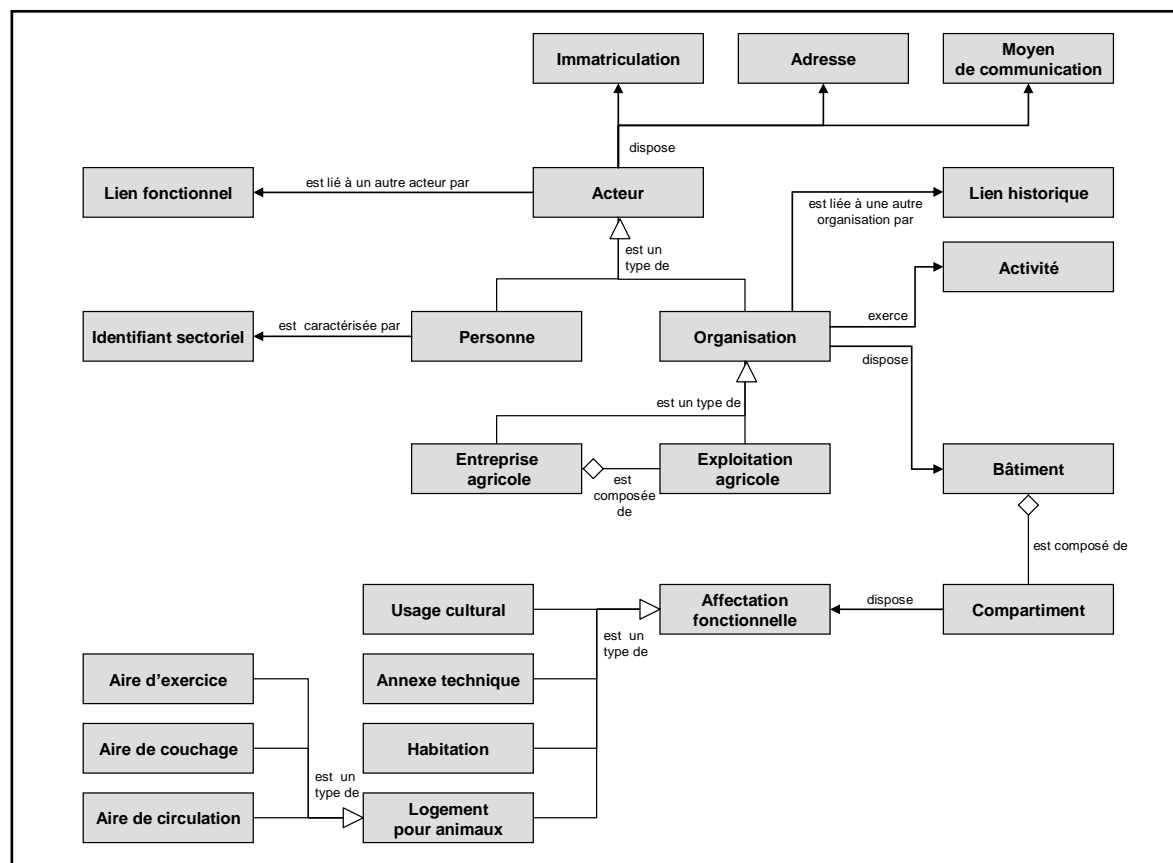 Immatriculation
Adresse
Moyen
de communication
dispose
Lien fonctionnel
est lié à un autre acteur par
Acteur
est liée à une autre
organisation par
Lien historique
est un
type de
Activité
Identifiant sectoriel
est caractérisée par
Personne
Organisation
exerce
dispose
est un type de
Entreprise
agricole
est
composée
de
Exploitation
agricole
Bâtiment
est composé de
Usage cultural
Affectation
fonctionnelle
dispose
Compartiment
est un
type de
Aire d’exercice
Annexe technique
Aire de couchage
Habitation
est un
type de
Aire de circulation
Logement
pour animaux